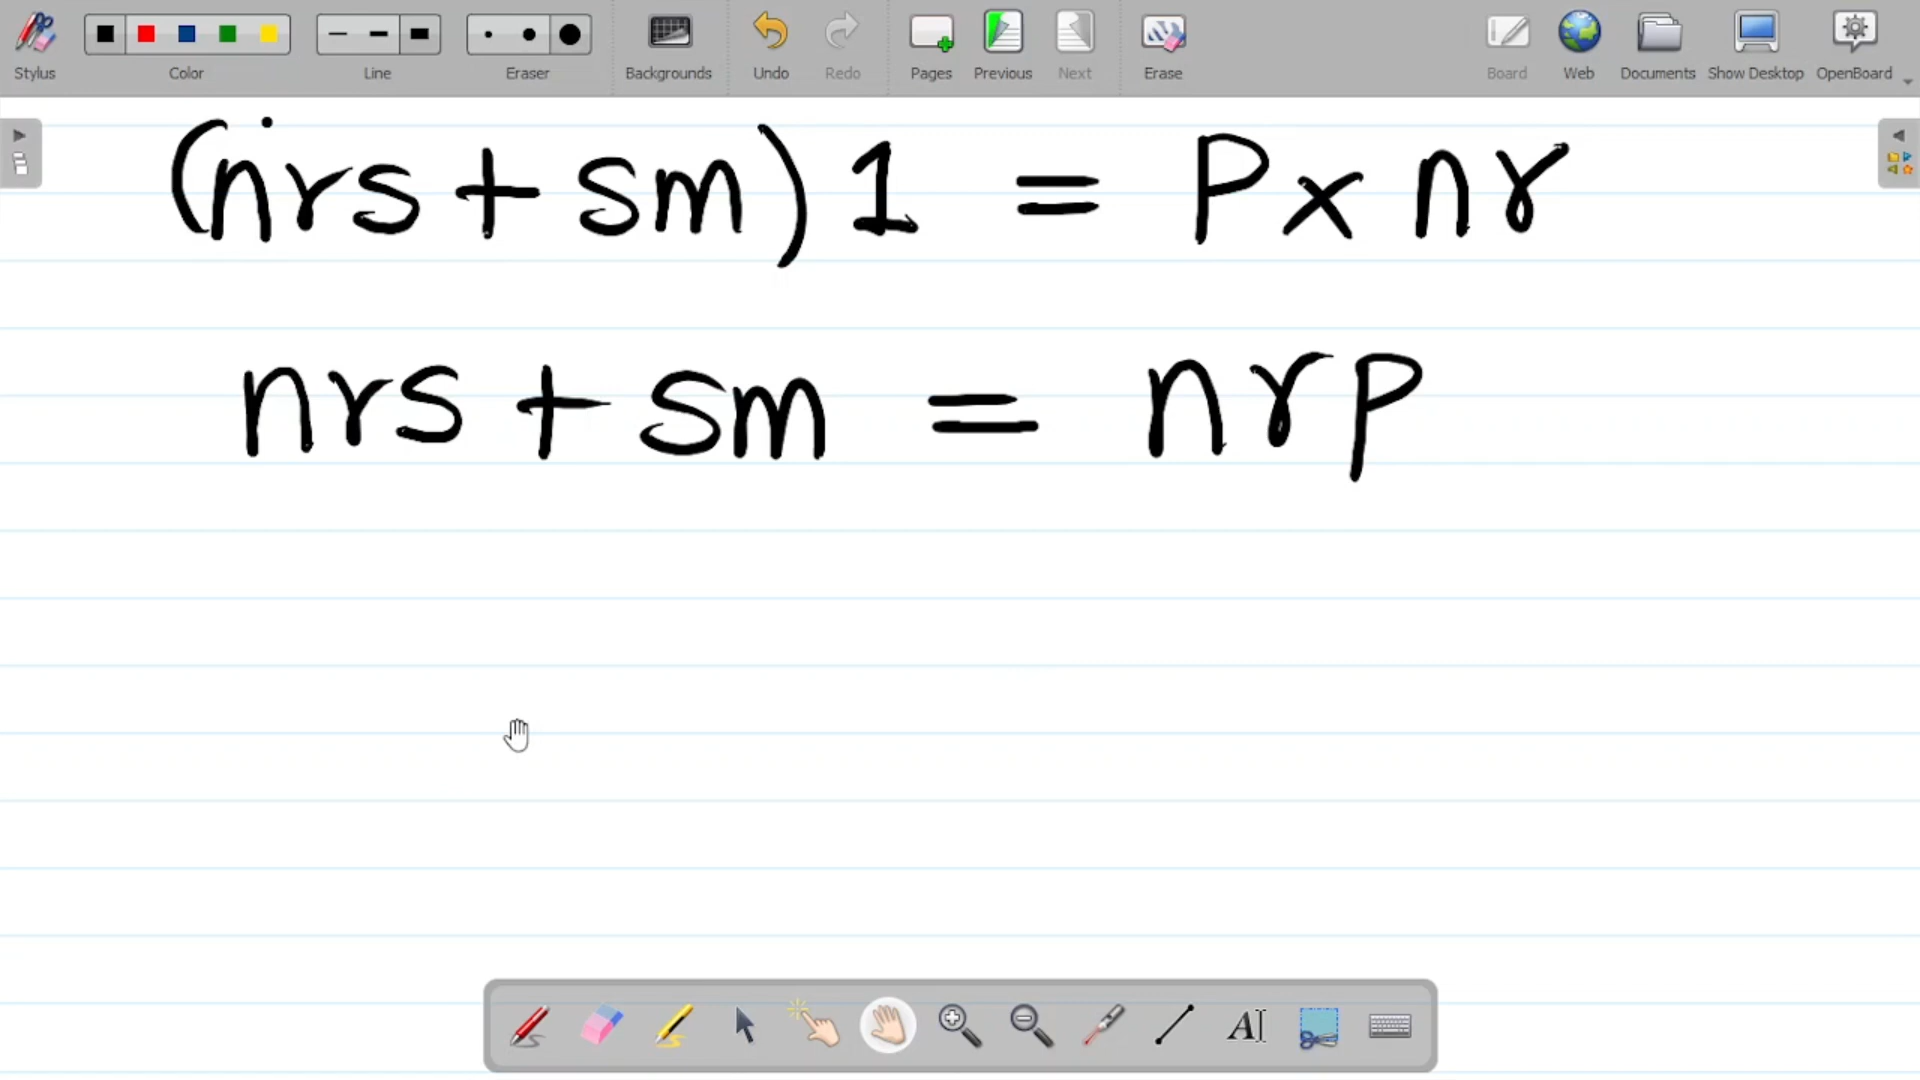 Stylus Color Line Eraser Backgrounds Undo Redo Pages Previous Next Erase Board Web Documents Show Desktop OpenBoard
(nrs + sm) 1 = P x nr
nrs + sm = nrp
AI